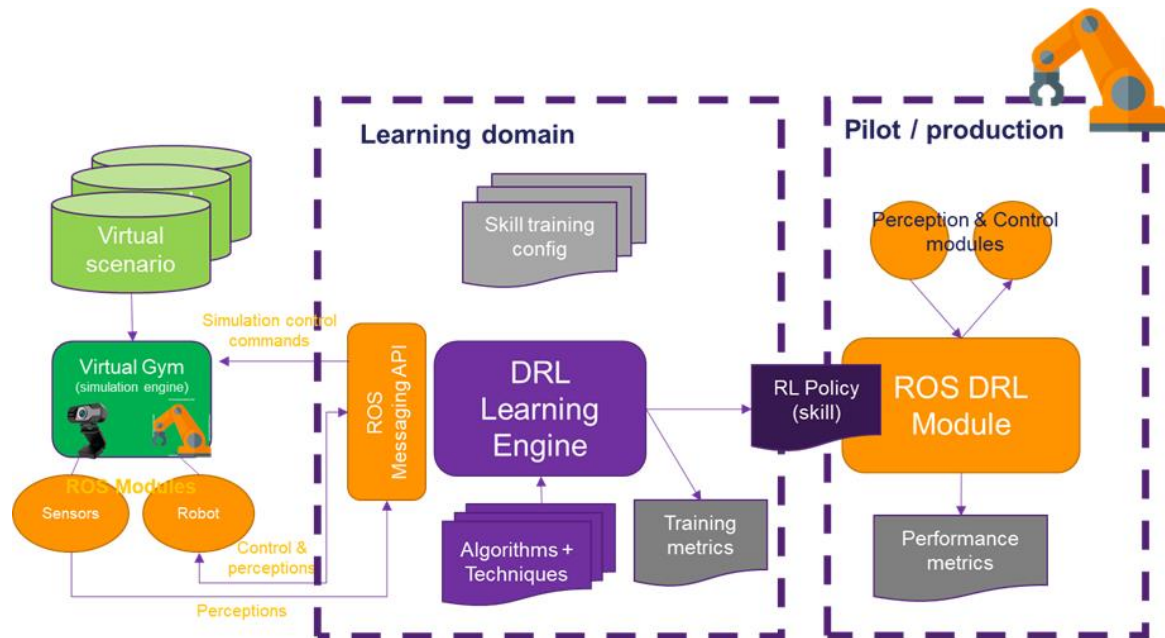 Learning domain
Pilot / production
Virtual
scenario
Skill training
config
Perception & Control
modules
Simulation control
commands
Virtual Gym
(simulation engine)
ROS
Messaging API
DRL
Learning
Engine
RL Policy
(skill)
ROS DRL
Module
ROS Modules
Sensors
Robot
Control &
perceptions
Perceptions
Algorithms +
Techniques
Training
metrics
Performance
metrics